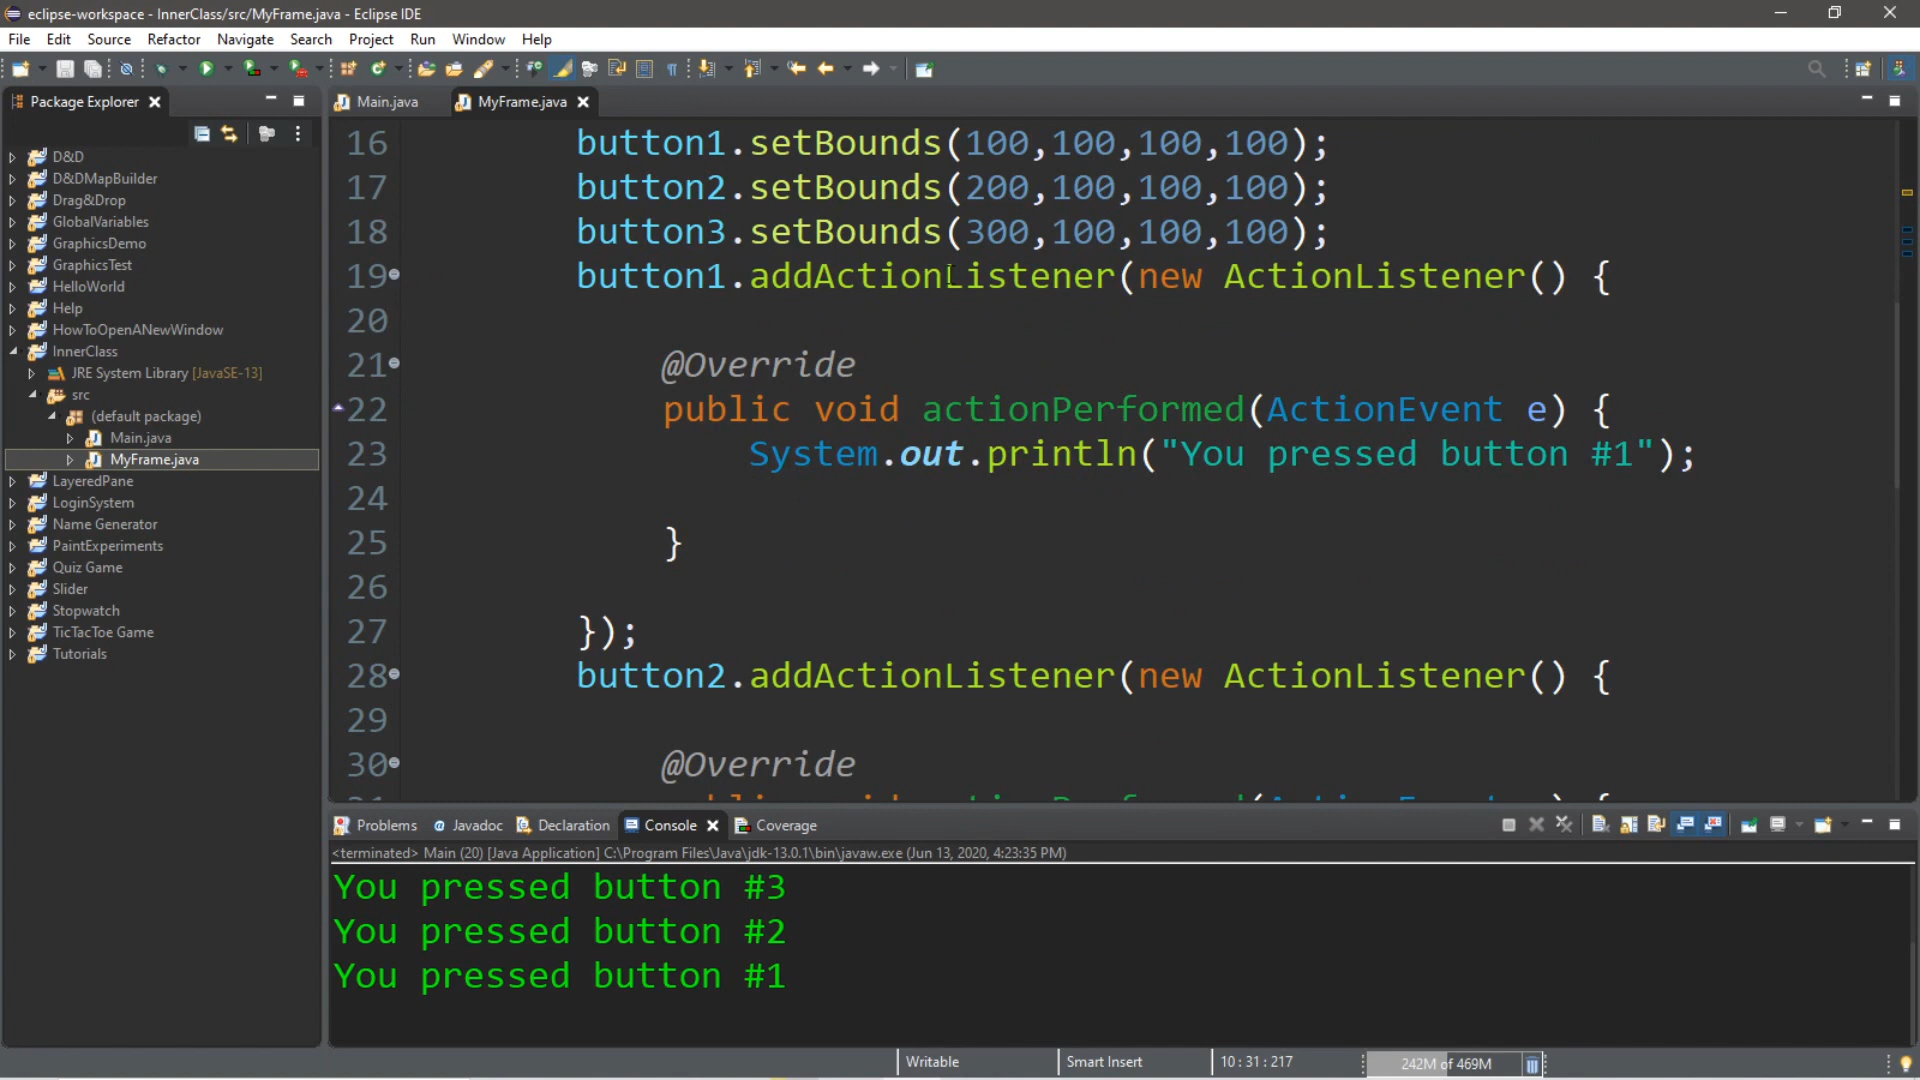 eclipse-workspace - InnerClass/src/MyFrame.java - Eclipse IDE
File Edit Source Refactor Navigate Search Project Run Window Help
Package Explorer
Main.java MyFrame.java
D&D
D&DMapBuilder
Drag&Drop
GlobalVariables
GraphicsDemo
GraphicsTest
HelloWorld
Help
HowToOpenANewWindow
InnerClass
JRE System Library [JavaSE-13]
src
(default package)
Main.java
MyFrame.java
LayeredPane
LoginSystem
Name Generator
PaintExperiments
Quiz Game
Slider
Stopwatch
TicTacToe Game
Tutorials
16 button1.setBounds(100,100,100,100);
17 button2.setBounds(200,100,100,100);
18 button3.setBounds(300,100,100,100);
19 button1.addActionListener(new ActionListener() {
20
21 @Override
22 public void actionPerformed(ActionEvent e) {
23 System.out.println("You pressed button #1");
24
25 }
26
27 });
28 button2.addActionListener(new ActionListener() {
29
30 @Override
Problems Javadoc Declaration Console Coverage
<terminated> Main (20) [Java Application] C:\Program Files\Java\jdk-13.0.1\bin\javaw.exe (Jun 13, 2020, 4:23:35 PM)
You pressed button #3
You pressed button #2
You pressed button #1
Writable Smart Insert 10 : 31 : 217 242M of 469M